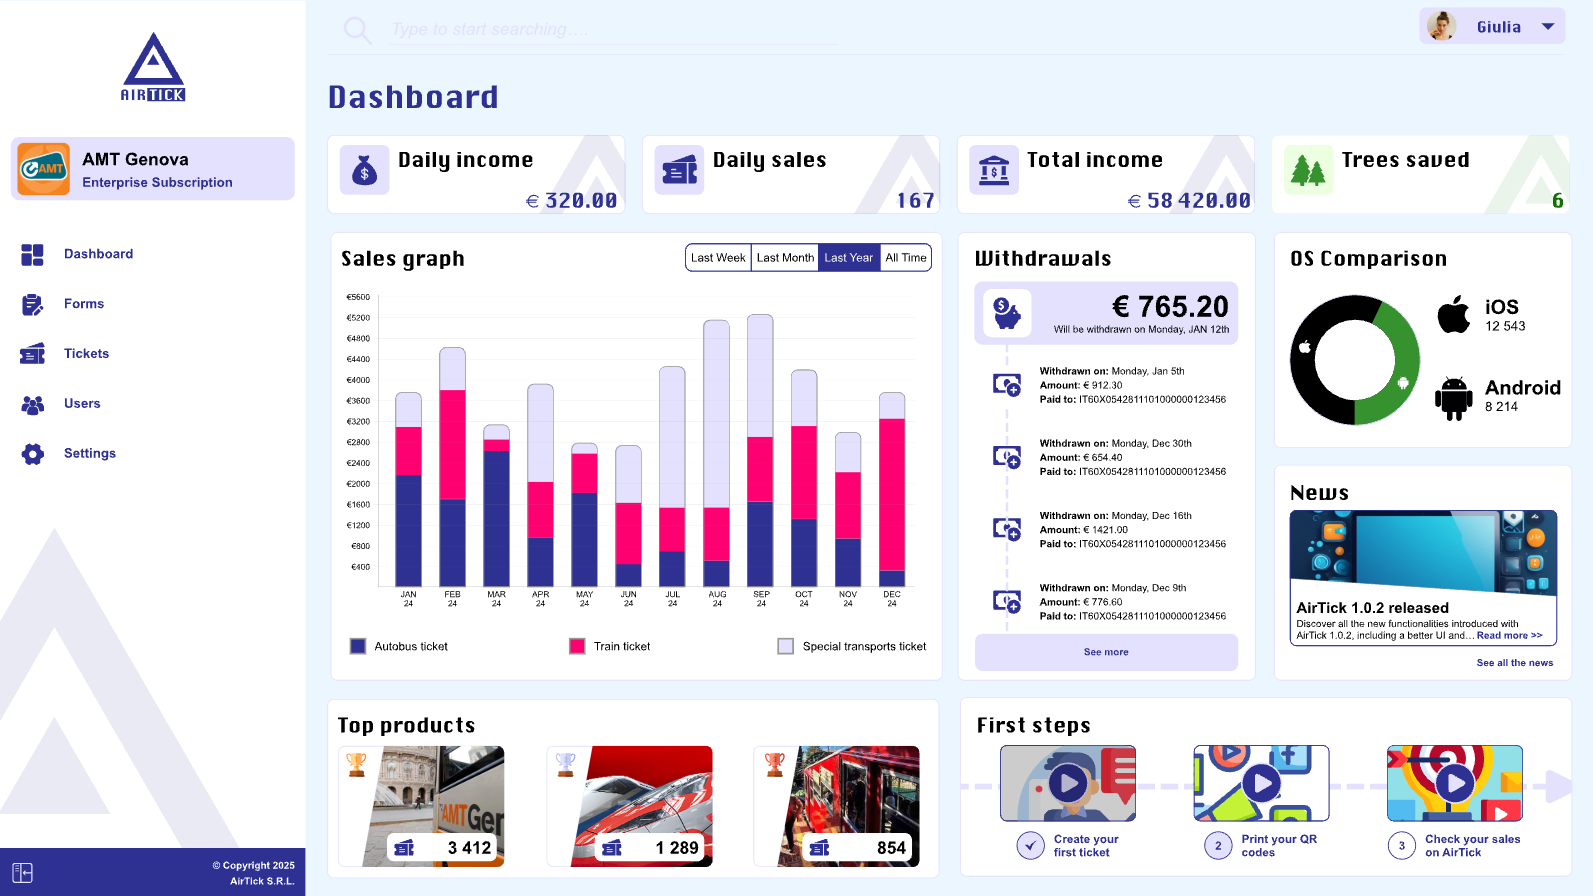 Type to start searching....
Giulia
AIRTICK
AMT
AMT Genova
Enterprise Subscription
Dashboard
Forms
Tickets
Users
Settings
© Copyright 2025
AirTick S.R.L.
Dashboard
Daily income
€ 320.00
Daily sales
167
Total income
€ 58 420.00
Trees saved
6
Sales graph
Last Week
Last Month
Last Year
All Time
€5600
€5200
€4800
€4400
€4000
€3600
€3200
€2800
€2400
€2000
€1600
€1200
€800
€400
JAN 24
FEB 24
MAR 24
APR 24
MAY 24
JUN 24
JUL 24
AUG 24
SEP 24
OCT 24
NOV 24
DEC 24
Autobus ticket
Train ticket
Special transports ticket
Withdrawals
€ 765.20
Will be withdrawn on Monday, JAN 12th
Withdrawn on: Monday, Jan 5th
Amount: € 912.30
Paid to: IT60X0542811101000000123456
Withdrawn on: Monday, Dec 30th
Amount: € 654.40
Paid to: IT60X0542811101000000123456
Withdrawn on: Monday, Dec 16th
Amount: € 1421.00
Paid to: IT60X0542811101000000123456
Withdrawn on: Monday, Dec 9th
Amount: € 776.60
Paid to: IT60X0542811101000000123456
See more
OS Comparison
iOS
12 543
Android
8 214
News
AirTick 1.0.2 released
Discover all the new functionalities introduced with
AirTick 1.0.2, including a better UI and... Read more >>
See all the news
Top products
AMTGen
3 412
1 289
854
First steps
Create your
first ticket
2
Print your QR
codes
3
Check your sales
on AirTick